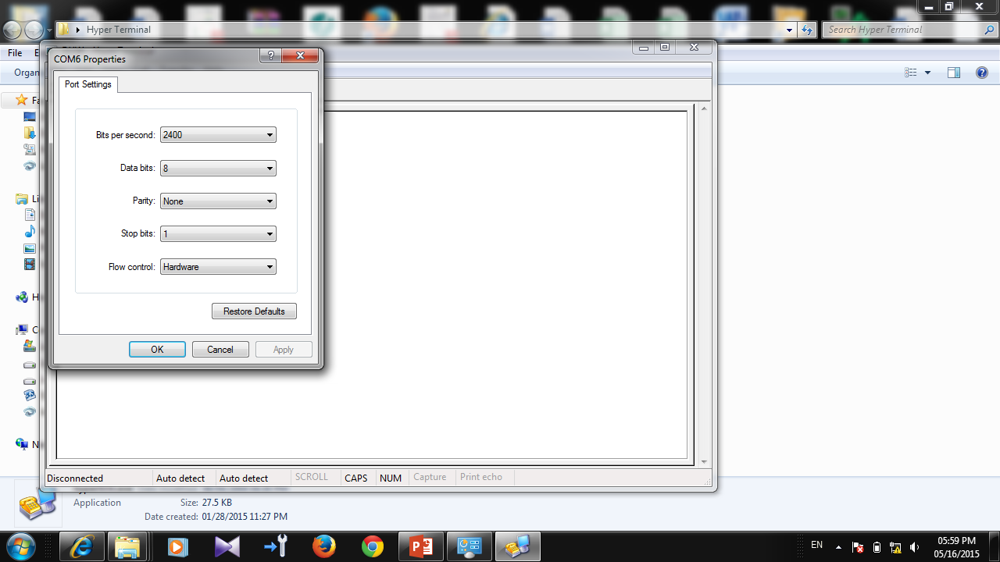 Hyper Terminal
Search Hyper Terminal
File
Organ
COM6 Properties
Port Settings
Bits per second: 2400
Data bits: 8
Parity: None
Stop bits: 1
Flow control: Hardware
Restore Defaults
OK Cancel Apply
Fa
Li
H
C
N
Disconnected Auto detect Auto detect SCROLL CAPS NUM Capture Print echo
Application Size: 27.5 KB
Date created: 01/28/2015 11:27 PM
EN
05:59 PM
05/16/2015